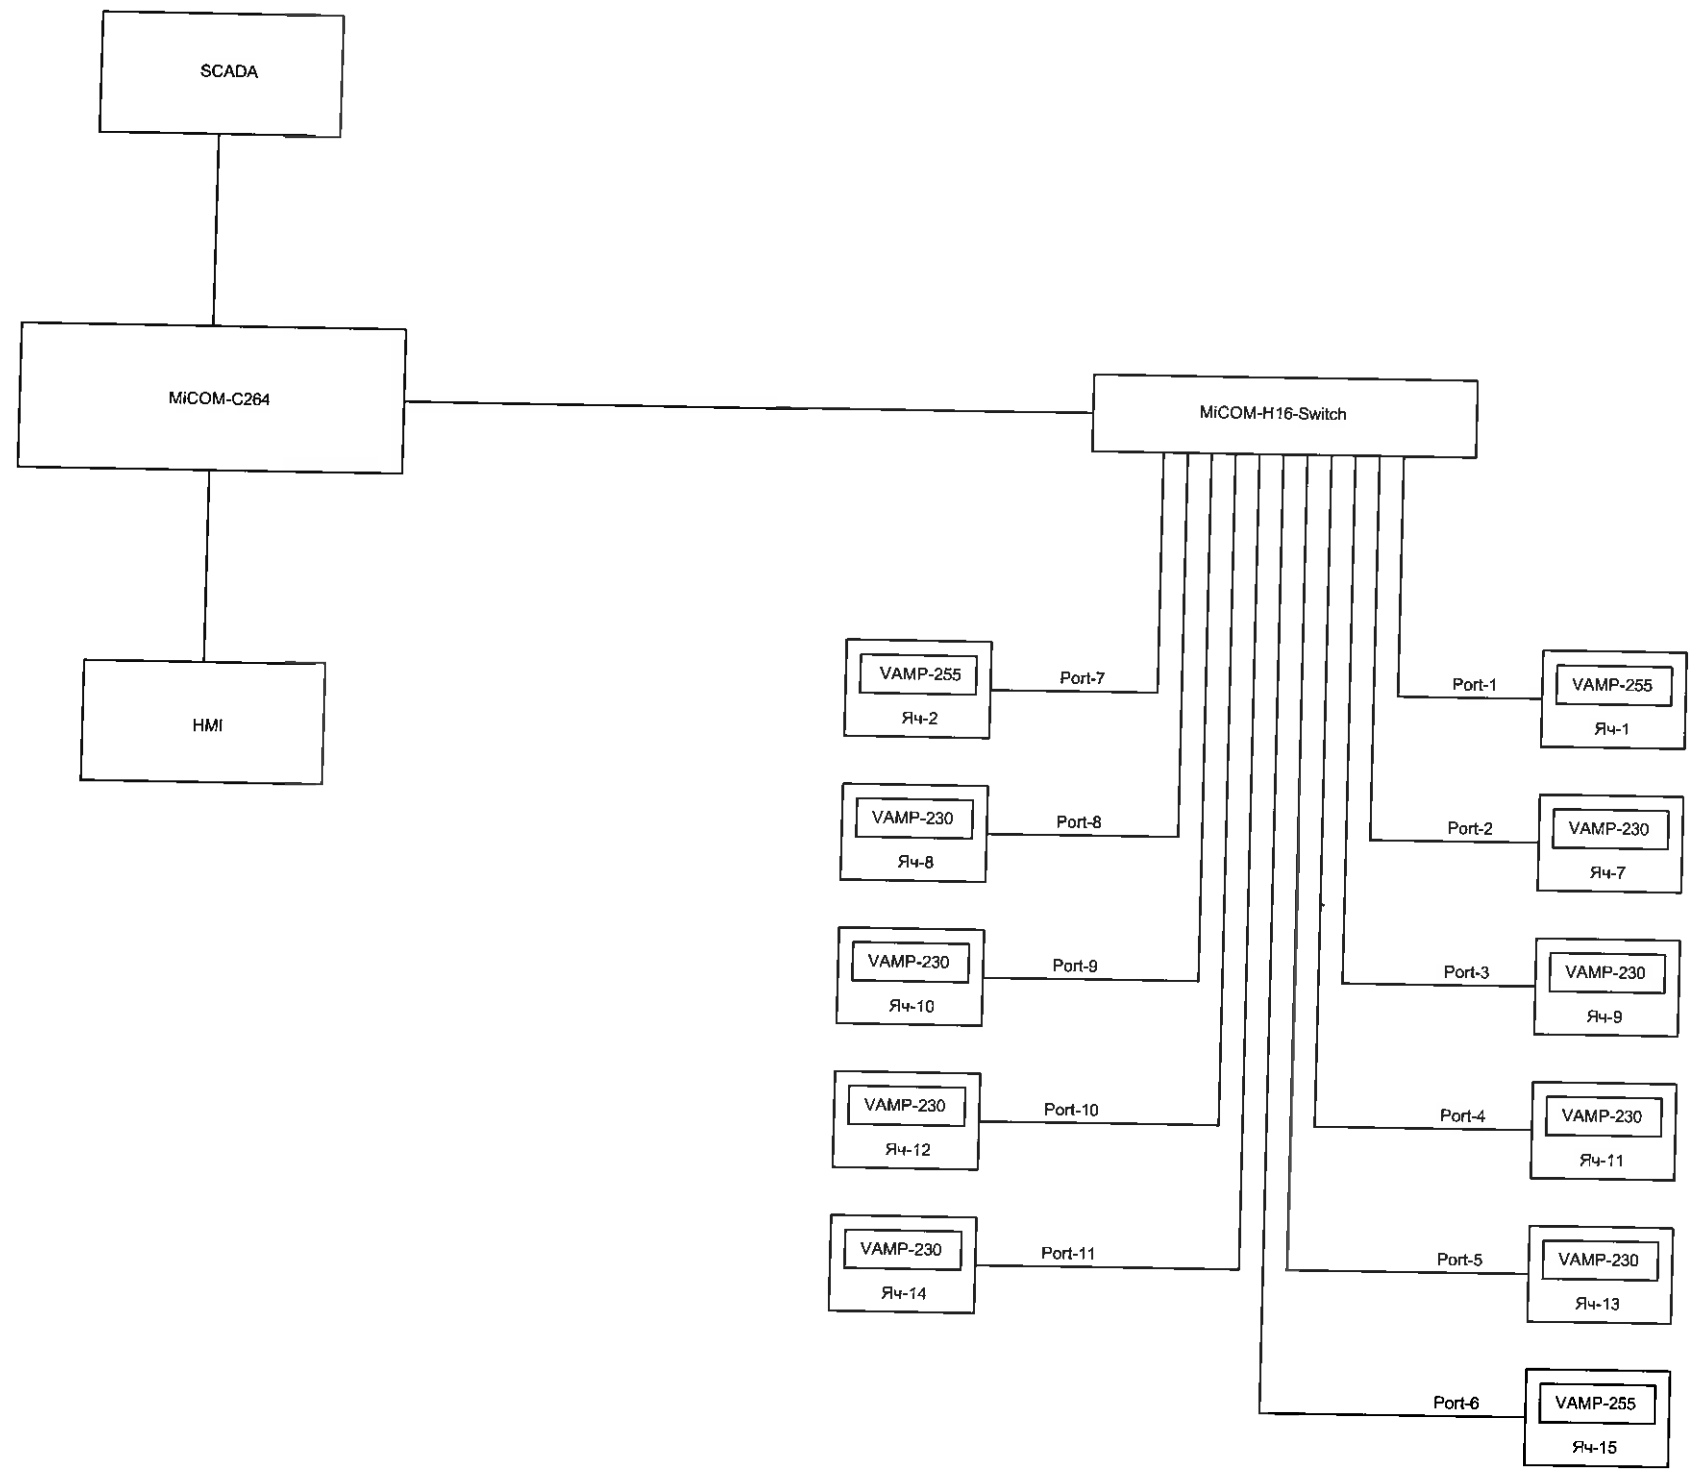 SCADA
MiCOM-C264
MiCOM-H16-Switch
HMI
VAMP-255
Яч-2
Port-7
Port-1
VAMP-255
Яч-1
VAMP-230
Яч-8
Port-8
Port-2
VAMP-230
Яч-7
VAMP-230
Яч-10
Port-9
Port-3
VAMP-230
Яч-9
VAMP-230
Яч-12
Port-10
Port-4
VAMP-230
Яч-11
VAMP-230
Яч-14
Port-11
Port-5
VAMP-230
Яч-13
Port-6
VAMP-255
Яч-15